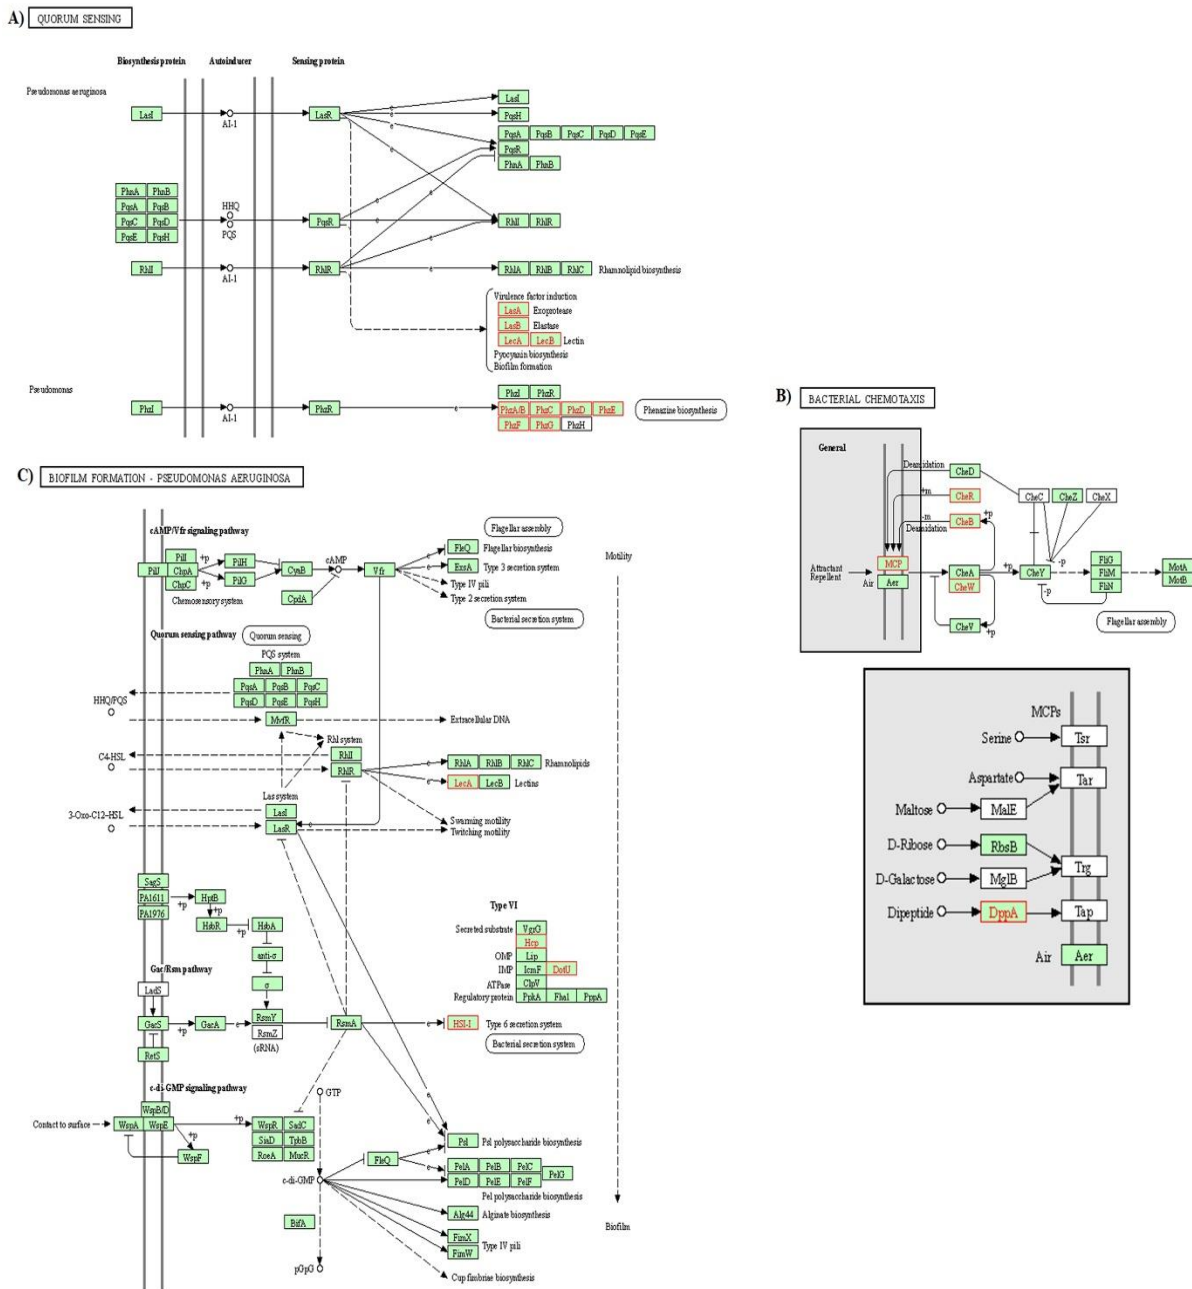 A) QUORUM SENSING
Biosynthesis protein Autoinducer Sensing protein
Pseudomonas aeruginosa
LasI AI-1 LasR
LasI
PqsH
PqsA PqsB PqsC PqsD PqsE
PqsR
PhnA PhnB
e
e
e
e
PhnA PhnB
PqsA PqsB
PqsC PqsD
PqsE PqsH
HHQ
PQS
PqsR
e
e
e
e
RhlI RhlR
RhlI AI-1 RhlR
e
RhlA RhlB RhlC Rhamnolipid biosynthesis
Virulence factor induction
LasA Exoprotease
LasB Elastase
LecA LecB Lectin
Pyocyanin biosynthesis
Biofilm formation
Pseudomonas
PhzI AI-1 PhzR
e
PhzI PhzR
PhzA/B PhzC PhzD PhzE
PhzF PhzG PhzH
Phenazine biosynthesis
B) BACTERIAL CHEMOTAXIS
General
Deamidation
CheD
+m
CheR
-m
Deamidation
CheB
+p
CheC CheZ CheX
Attractant
Repellent
MCP
Air
Aer
CheA
CheW
CheV
+p
+p
CheY
-p
-p
FliG
FliM
FliN
MotA
MotB
Flagellar assembly
MCPs
Serine
Tsr
Aspartate
Tar
Maltose
MalE
D-Ribose
RbsB
Trg
D-Galactose
MglB
Dipeptide
DppA
Tap
Air
Aer
C) BIOFILM FORMATION - PSEUDOMONAS AERUGINOSA
cAMP/Vfr signaling pathway
PilI
PilJ ChpA
ChpC
+p
+p
PilH
PilG
Chemosensory system
CyaB
cAMP
CpdA
Vfr
e
e
Flagellar assembly
FleQ Flagellar biosynthesis
ExsA Type 3 secretion system
Type IV pili
Type 2 secretion system
Bacterial secretion system
Motility
Quorum sensing pathway
Quorum sensing
PQS system
PhnA PhnB
PqsA PqsB PqsC
PqsD PqsE PqsH
HHQ/PQS
MvfR
Extracellular DNA
Rhl system
C4-HSL
RhlI
RhlR
e
e
RhlA RhlB RhlC Rhamnolipids
LecA LecB Lectins
Las system
3-Oxo-C12-HSL
LasI
LasR
e
Swarming motility
Twitching motility
SagS
PA1611
PA1976
+p
HptB
+p
HsbR
+p
HsbA
anti-σ
σ
Type VI
Secreted substrate VgrG
Hcp
OMP Lip
IMP IcmF DotU
ATPase ClpV
Regulatory protein PpkA Fha1 PppA
Gac/Rsm pathway
LadS
GacS
+p
GacA
e
RsmY
RsmZ
(sRNA)
RsmA
e
HSI-I Type 6 secretion system
Bacterial secretion system
RetS
c-di-GMP signaling pathway
Contact to surface
WspB/D
WspA WspE
+p
+p
WspF
WspR SadC
SiaD TpbB
RoeA MucR
GTP
c-di-GMP
BifA
pGpG
FleQ
e
e
e
e
Psl Psl polysaccharide biosynthesis
PelA PelB PelC
PelD PelE PelF
PelG
Pel polysaccharide biosynthesis
Alg44 Alginate biosynthesis
FimX
FimW
Type IV pili
Cup fimbriae biosynthesis
Biofilm